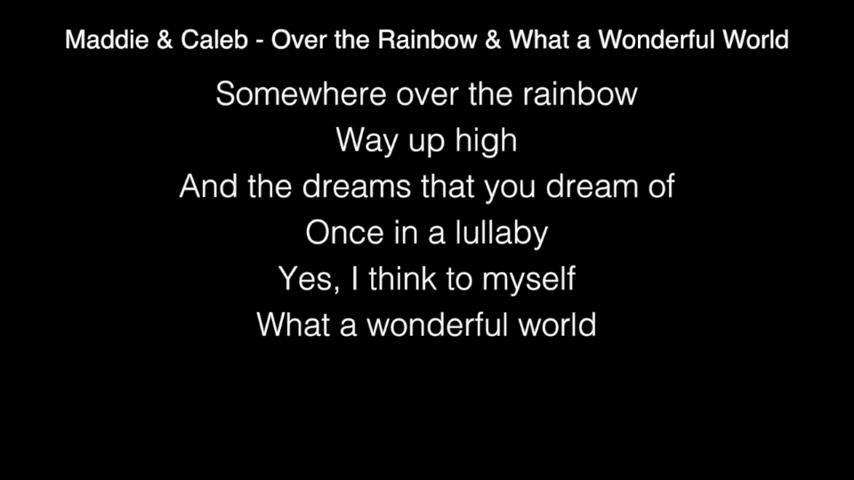 Maddie & Caleb - Over the Rainbow & What a Wonderful World
Somewhere over the rainbow
Way up high
And the dreams that you dream of
Once in a lullaby
Yes, I think to myself
What a wonderful world